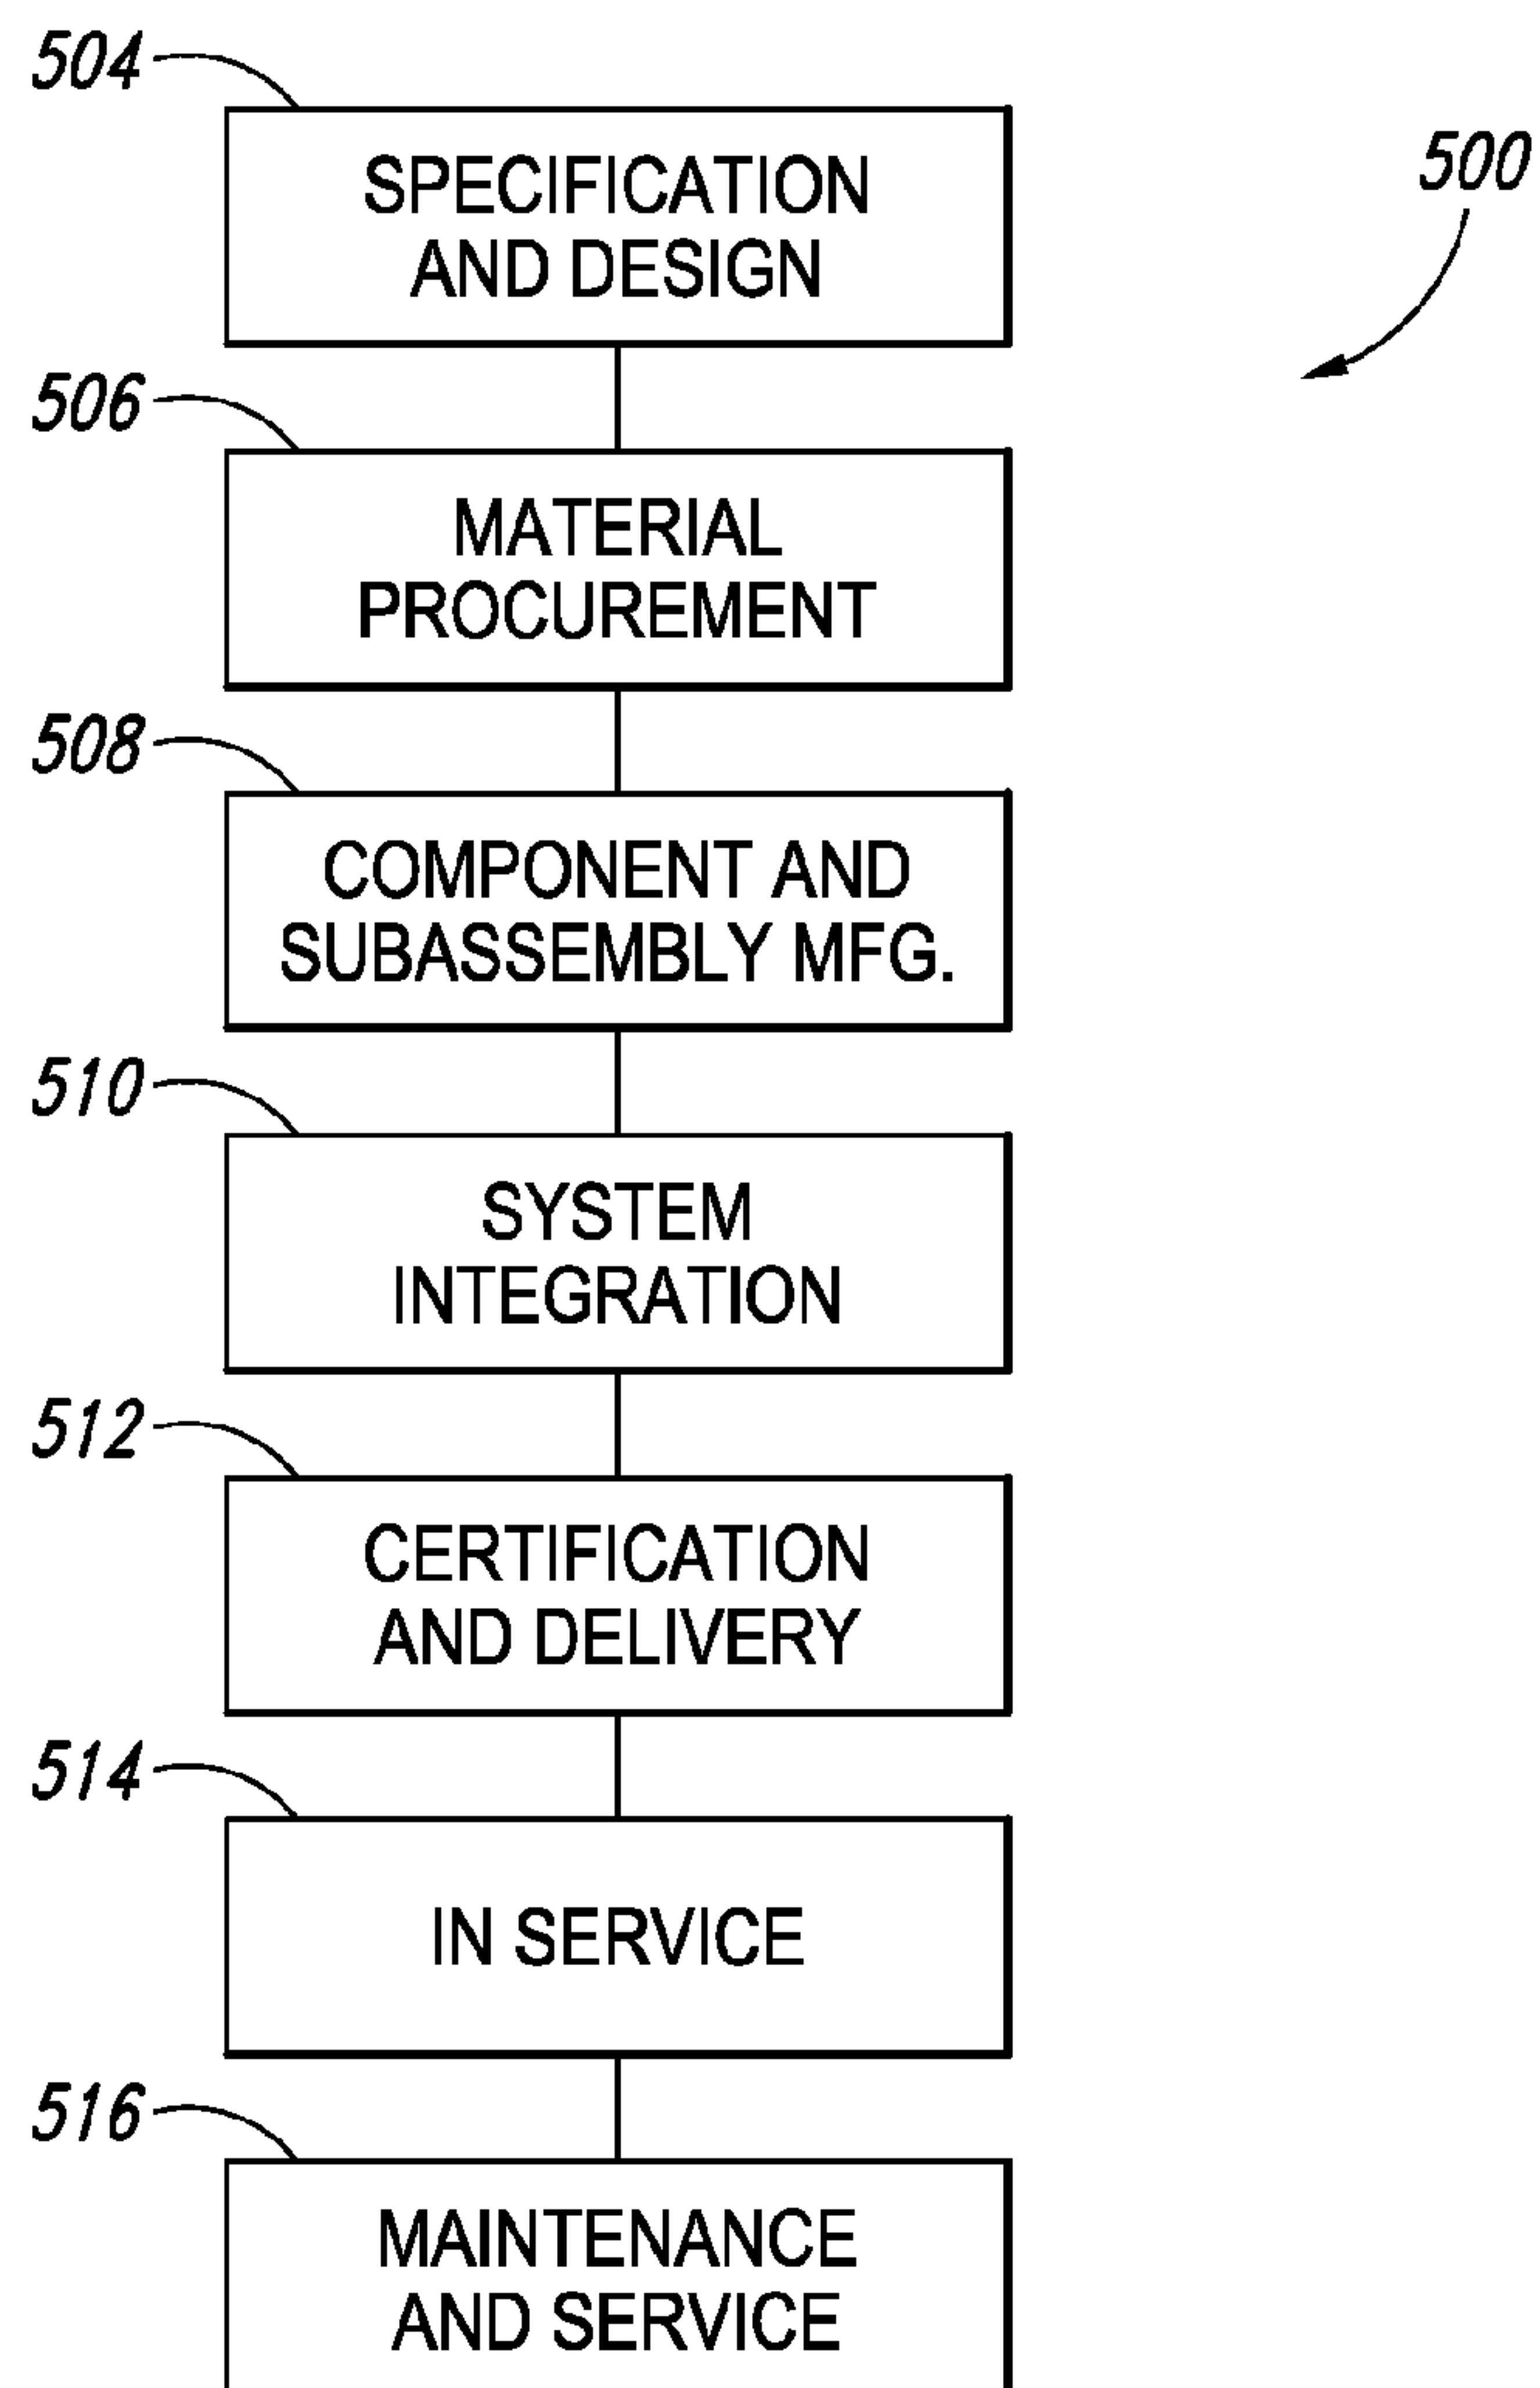 504
SPECIFICATION
AND DESIGN
500
506
MATERIAL
PROCUREMENT
508
COMPONENT AND
SUBASSEMBLY MFG.
510
SYSTEM
INTEGRATION
512
CERTIFICATION
AND DELIVERY
514
IN SERVICE
516
MAINTENANCE
AND SERVICE